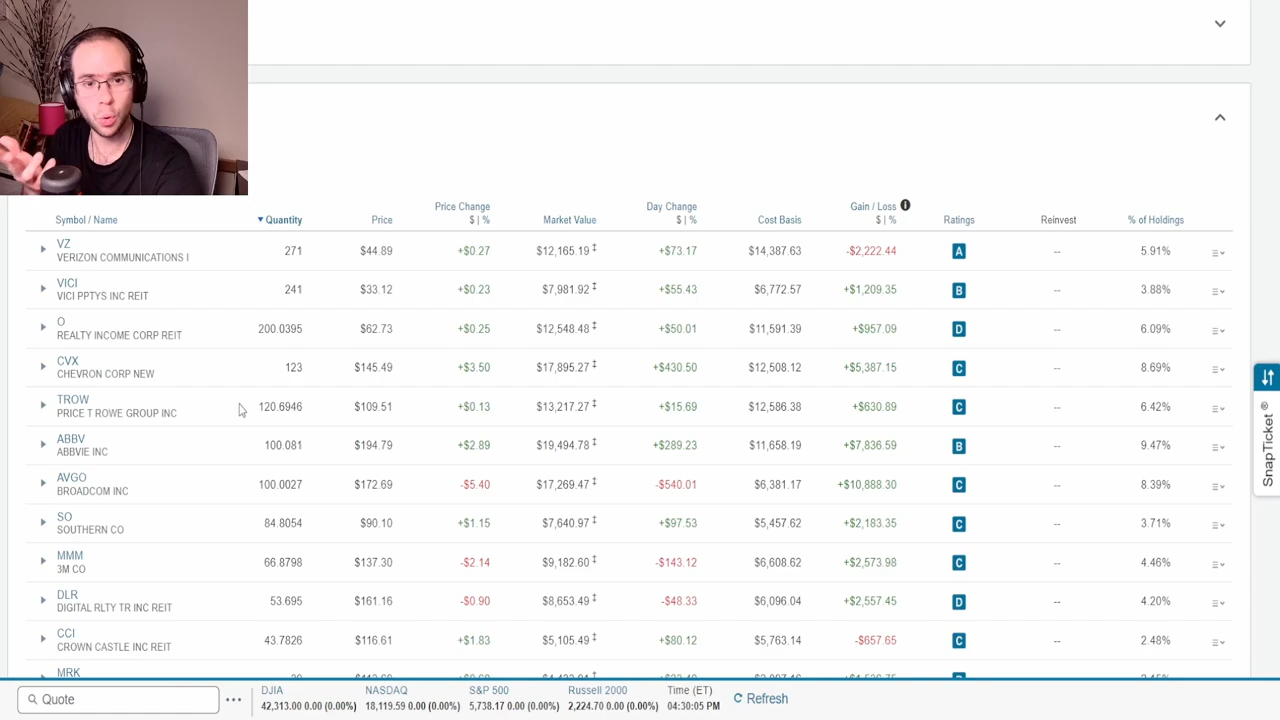 Symbol / Name ▼ Quantity Price Price Change $ | % Market Value Day Change $ | % Cost Basis Gain / Loss $ | % Ratings Reinvest % of Holdings
VZ
VERIZON COMMUNICATIONS I 271 $44.89 +$0.27 $12,165.19 ‡ +$73.17 $14,387.63 -$2,222.44 A -- 5.91%
VICI
VICI PPTYS INC REIT 241 $33.12 +$0.23 $7,981.92 ‡ +$55.43 $6,772.57 +$1,209.35 B -- 3.88%
O
REALTY INCOME CORP REIT 200.0395 $62.73 +$0.25 $12,548.48 ‡ +$50.01 $11,591.39 +$957.09 D -- 6.09%
CVX
CHEVRON CORP NEW 123 $145.49 +$3.50 $17,895.27 ‡ +$430.50 $12,508.12 +$5,387.15 C -- 8.69%
TROW
PRICE T ROWE GROUP INC 120.6946 $109.51 +$0.13 $13,217.27 ‡ +$15.69 $12,586.38 +$630.89 C -- 6.42%
ABBV
ABBVIE INC 100.081 $194.79 +$2.89 $19,494.78 ‡ +$289.23 $11,658.19 +$7,836.59 B -- 9.47%
AVGO
BROADCOM INC 100.0027 $172.69 -$5.40 $17,269.47 ‡ -$540.01 $6,381.17 +$10,888.30 C -- 8.39%
SO
SOUTHERN CO 84.8054 $90.10 +$1.15 $7,640.97 ‡ +$97.53 $5,457.62 +$2,183.35 C -- 3.71%
MMM
3M CO 66.8798 $137.30 -$2.14 $9,182.60 ‡ -$143.12 $6,608.62 +$2,573.98 C -- 4.46%
DLR
DIGITAL RLTY TR INC REIT 53.695 $161.16 -$0.90 $8,653.49 ‡ -$48.33 $6,096.04 +$2,557.45 D -- 4.20%
CCI
CROWN CASTLE INC REIT 43.7826 $116.61 +$1.83 $5,105.49 ‡ +$80.12 $5,763.14 -$657.65 C -- 2.48%
MRK
SnapTicket ®
Quote ••• DJIA NASDAQ S&P 500 Russell 2000 Time (ET) Refresh
42,313.00 0.00 (0.00%) 18,119.59 0.00 (0.00%) 5,738.17 0.00 (0.00%) 2,224.70 0.00 (0.00%) 04:30:05 PM